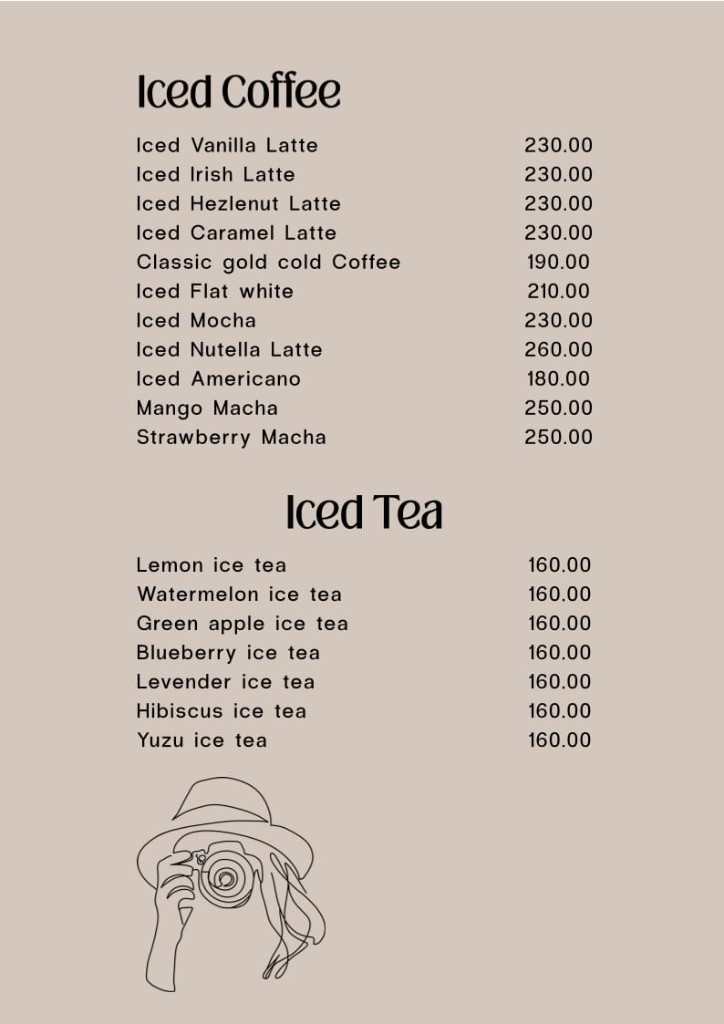 Iced Coffee
Iced Vanilla Latte 230.00
Iced Irish Latte 230.00
Iced Hezlenut Latte 230.00
Iced Caramel Latte 230.00
Classic gold cold Coffee 190.00
Iced Flat white 210.00
Iced Mocha 230.00
Iced Nutella Latte 260.00
Iced Americano 180.00
Mango Macha 250.00
Strawberry Macha 250.00
Iced Tea
Lemon ice tea 160.00
Watermelon ice tea 160.00
Green apple ice tea 160.00
Blueberry ice tea 160.00
Levender ice tea 160.00
Hibiscus ice tea 160.00
Yuzu ice tea 160.00